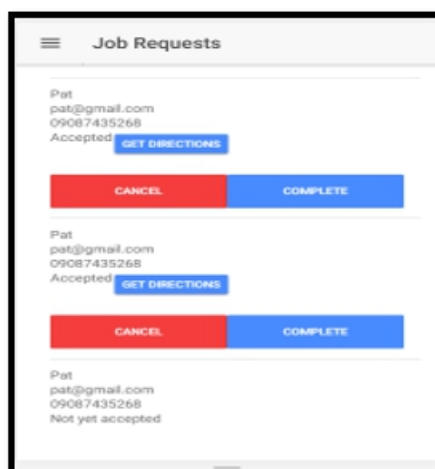 Job Requests
Pat
pat@gmail.com
09087435268
Accepted GET DIRECTIONS
CANCEL COMPLETE
Pat
pat@gmail.com
09087435268
Accepted GET DIRECTIONS
CANCEL COMPLETE
Pat
pat@gmail.com
09087435268
Not yet accepted